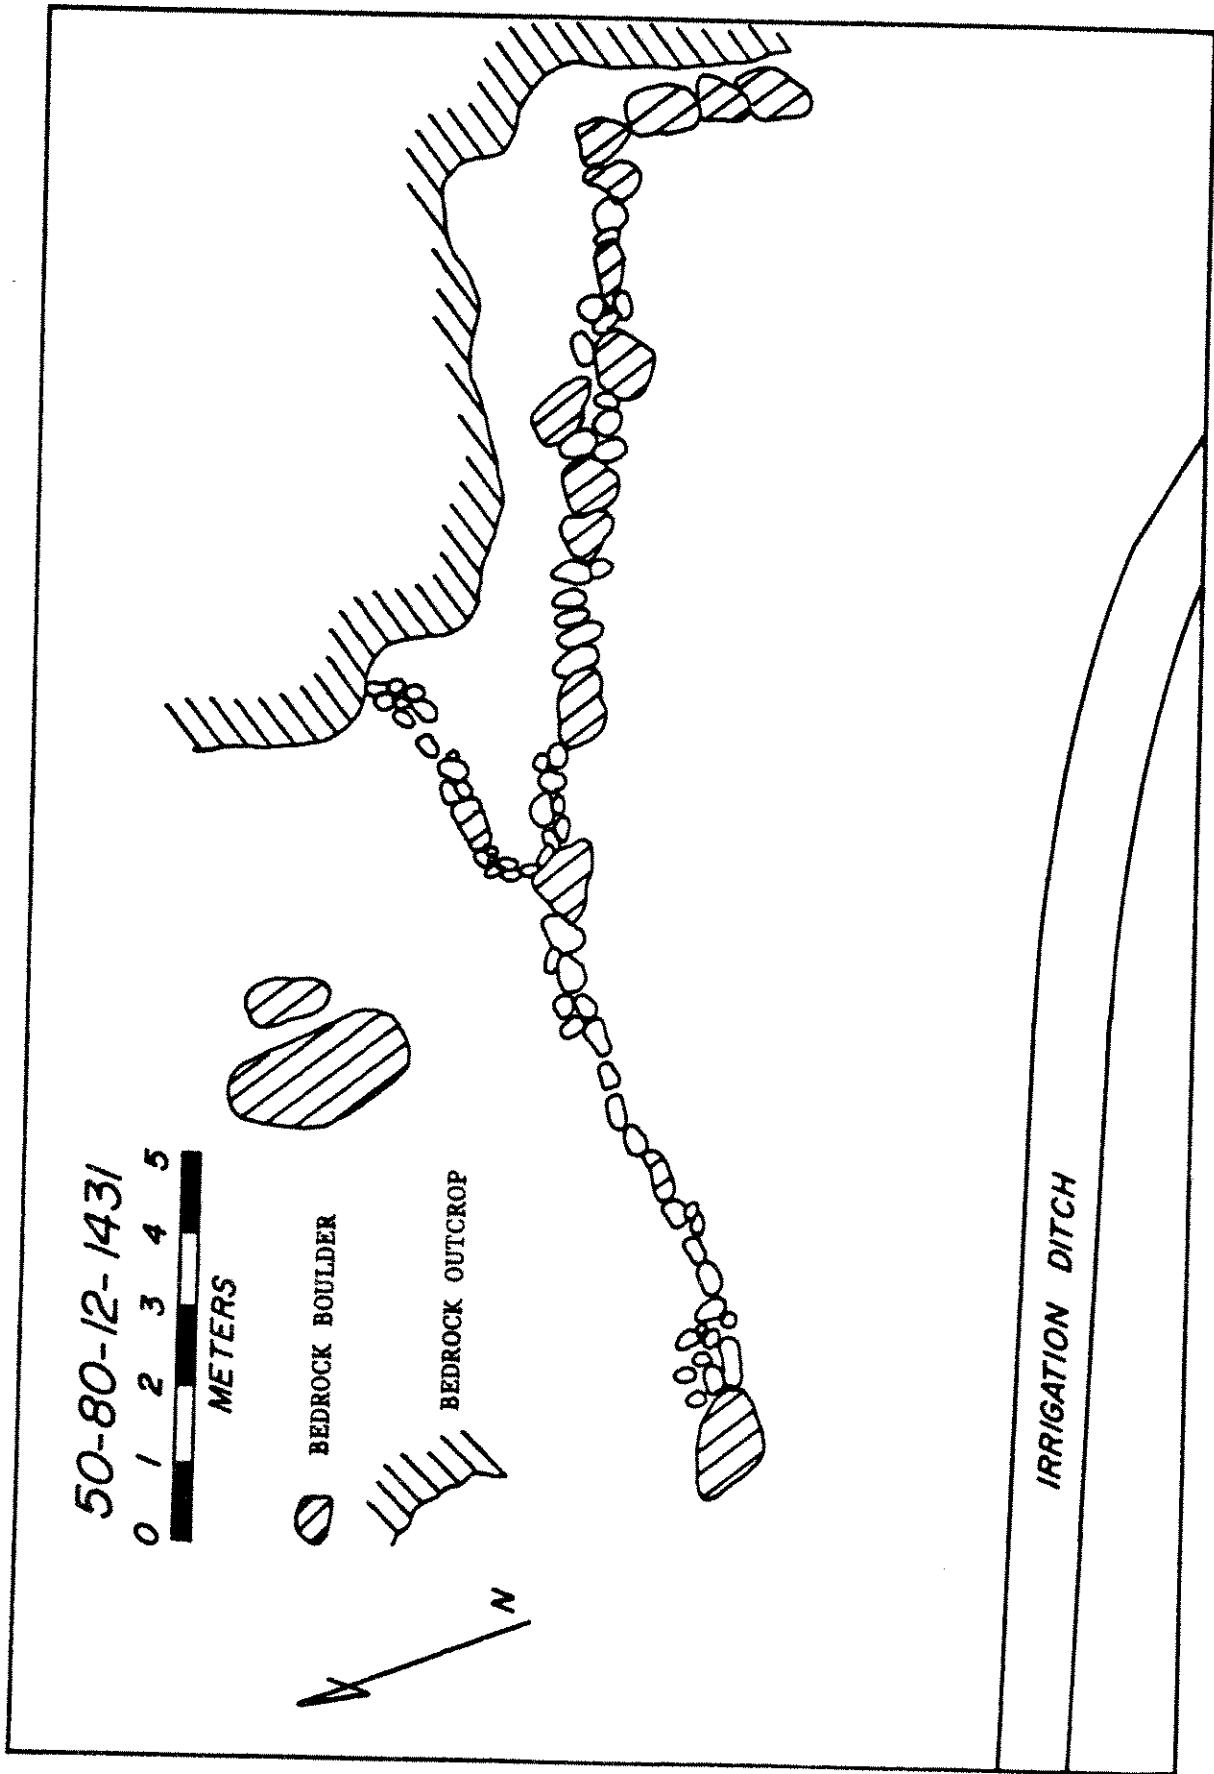 50-80-12-1431
0 1 2 3 4 5
METERS
BEDROCK BOULDER
BEDROCK OUTCROP
N
IRRIGATION DITCH